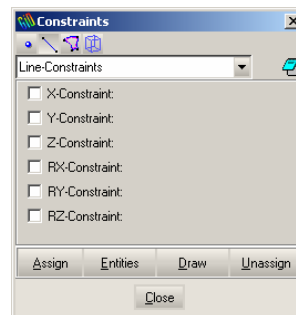 Constraints
Line-Constraints
X-Constraint:
Y-Constraint:
Z-Constraint:
RX-Constraint:
RY-Constraint:
RZ-Constraint:
Assign Entities Draw Unassign
Close